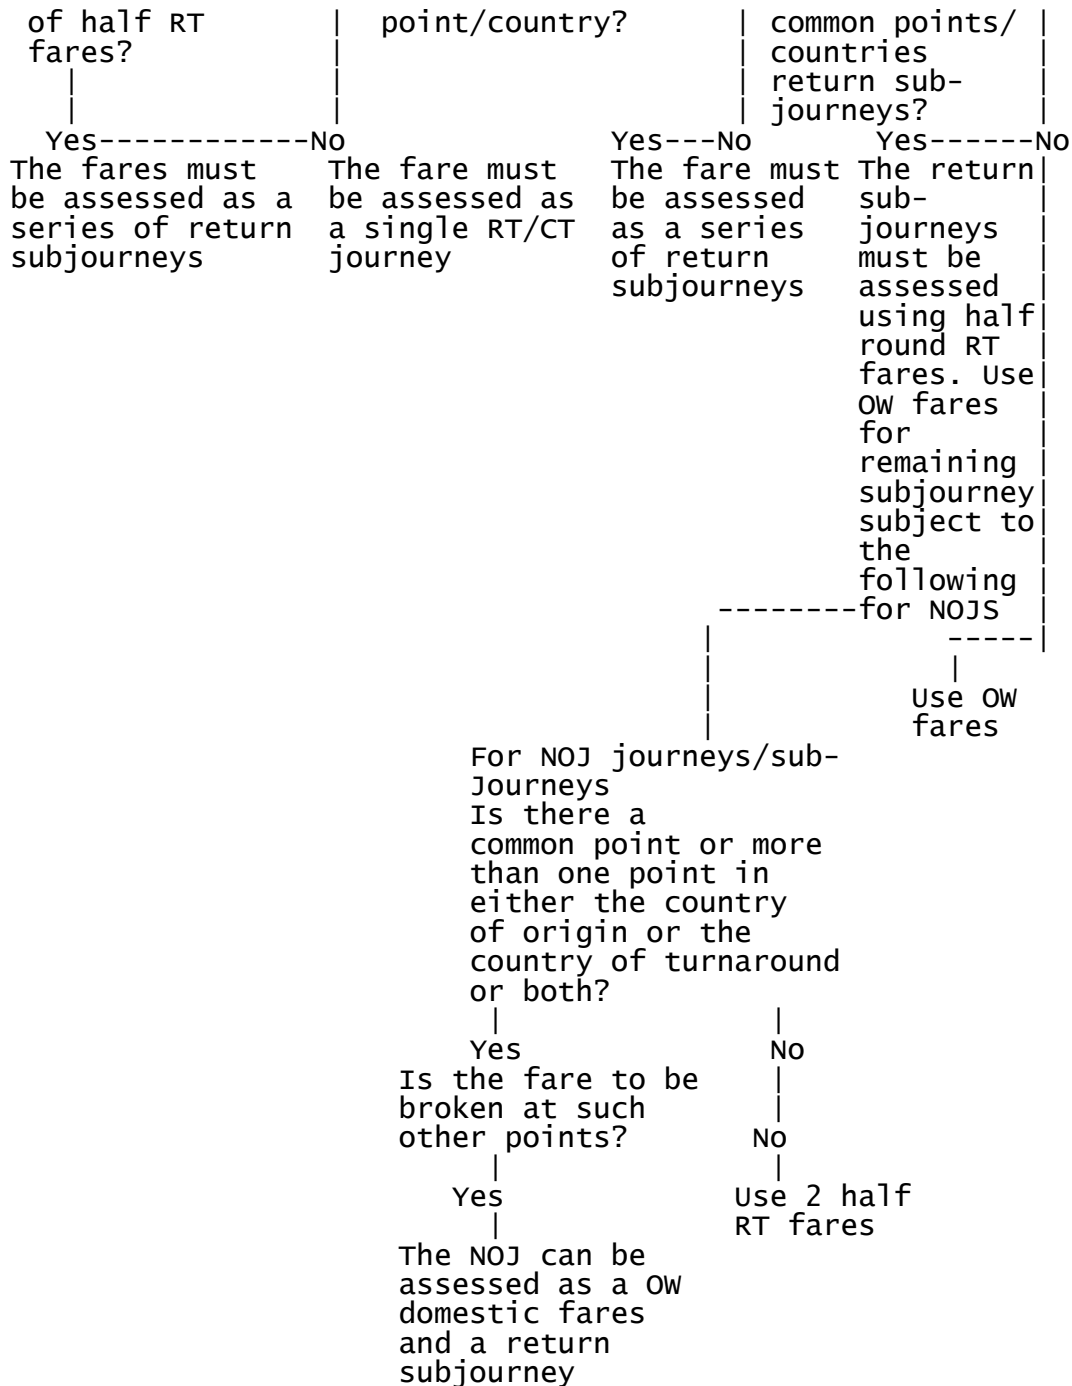 of half RT | point/country? | common points/ |
fares? | | countries |
| | | return sub- |
| | | journeys? |
Yes------------No Yes---No Yes------No
The fares must The fare must The fare must The return|
be assessed as a be assessed as be assessed sub- |
series of return a single RT/CT as a series journeys |
subjourneys journey of return must be |
subjourneys assessed |
using half|
round RT |
fares. Use|
OW fares |
for |
remaining |
subjourney|
subject to|
the |
following |
--------for NOJS |
| -----|
| |
| Use OW
| fares
For NOJ journeys/sub-
Journeys
Is there a
common point or more
than one point in
either the country
of origin or the
country of turnaround
or both?
| |
Yes No
Is the fare to be |
broken at such |
other points? No
| |
Yes Use 2 half
| RT fares
The NOJ can be
assessed as a OW
domestic fares
and a return
subjourney